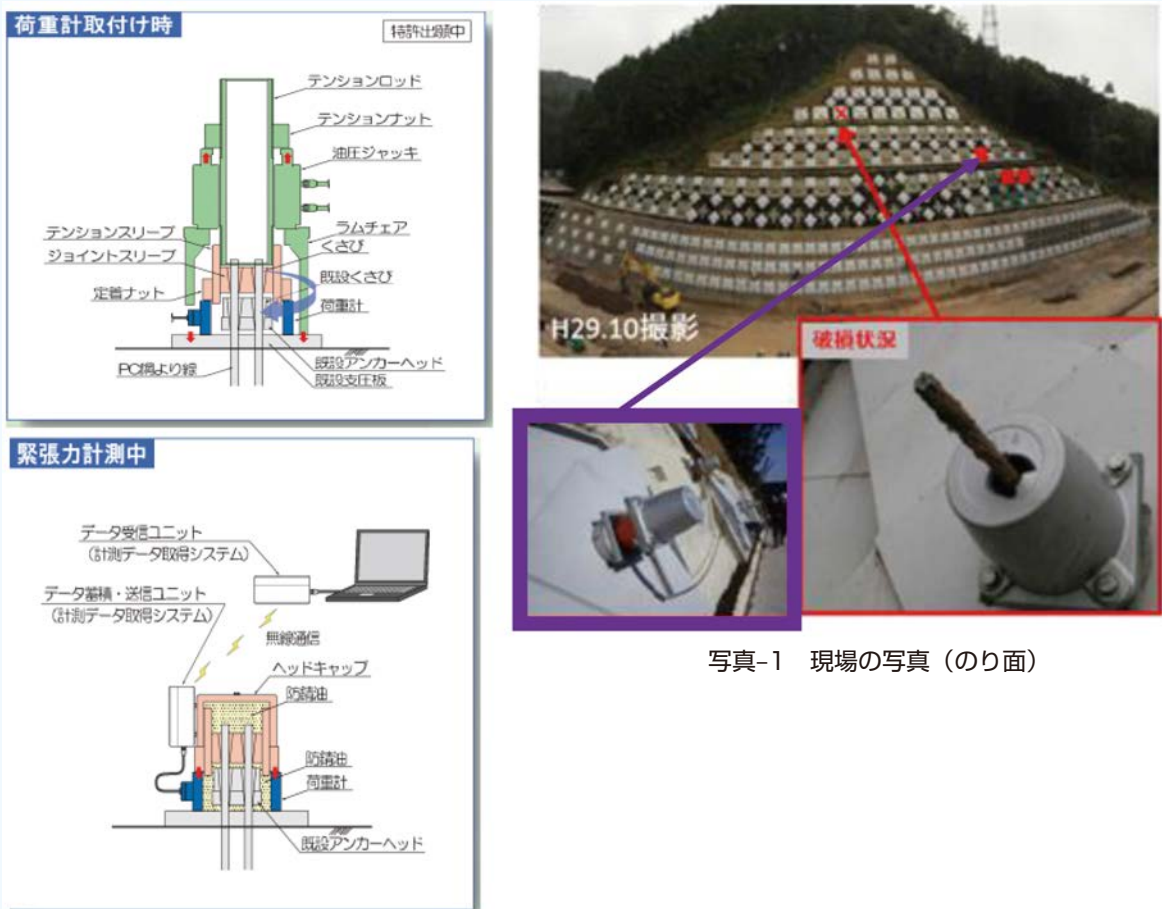 荷重計取付け時
特許出願中
テンションロッド
テンションナット
油圧ジャッキ
テンションスリーブ
ジョイントスリーブ
定着ナット
ラムチェア
くさび
既設くさび
荷重計
既設アンカーヘッド
既設支圧板
PC鋼より線
緊張力計測中
データ受信ユニット
(計測データ取得システム)
データ蓄積・送信ユニット
(計測データ取得システム)
無線通信
ヘッドキャップ
防錆油
防錆油
荷重計
既設アンカーヘッド
H29.10撮影
破損状況
写真–1 現場の写真(のり面)